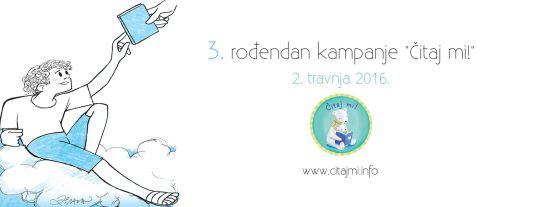 3. rođendan kampanje "Čitaj mi!"
2. travnja 2016.
Čitaj mi!
www.citajmi.info